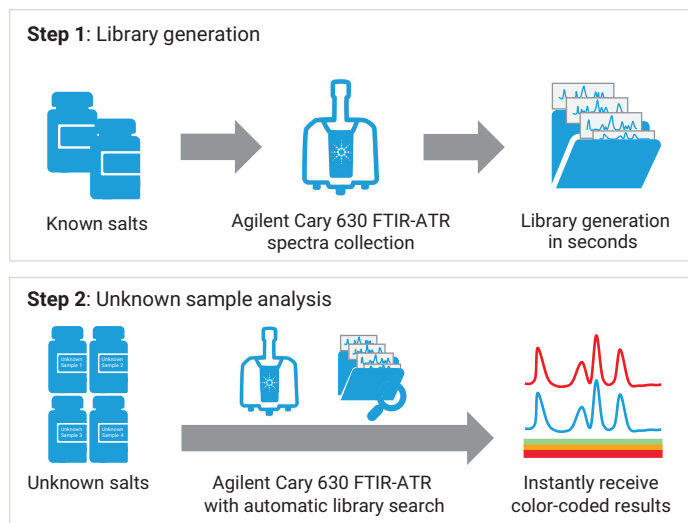 Step 1: Library generation
Known salts
Agilent Cary 630 FTIR-ATR
spectra collection
Library generation
in seconds
Step 2: Unknown sample analysis
Unknown
Sample 1
Unknown
Sample 2
Unknown
Sample 3
Unknown
Sample 4
Unknown salts
Agilent Cary 630 FTIR-ATR
with automatic library search
Instantly receive
color-coded results